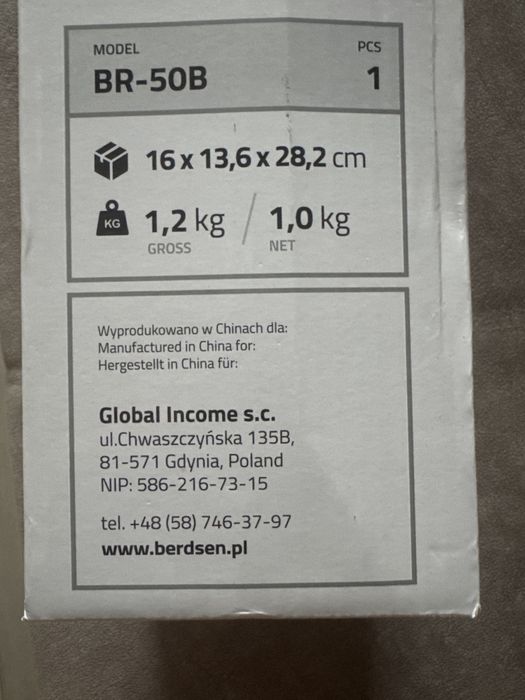 MODEL
PCS
BR-50B
1
16 x 13,6 x 28,2 cm
KG
1,2 kg / 1,0 kg
GROSS
NET
Wyprodukowano w Chinach dla:
Manufactured in China for:
Hergestellt in China für:
Global Income s.c.
ul.Chwaszczyńska 135B,
81-571 Gdynia, Poland
NIP: 586-216-73-15
tel. +48 (58) 746-37-97
www.berdsen.pl